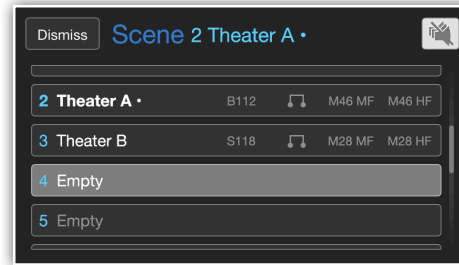 Dismiss Scene 2 Theater A •
2 Theater A • B112 M46 MF M46 HF
3 Theater B S118 M28 MF M28 HF
4 Empty
5 Empty